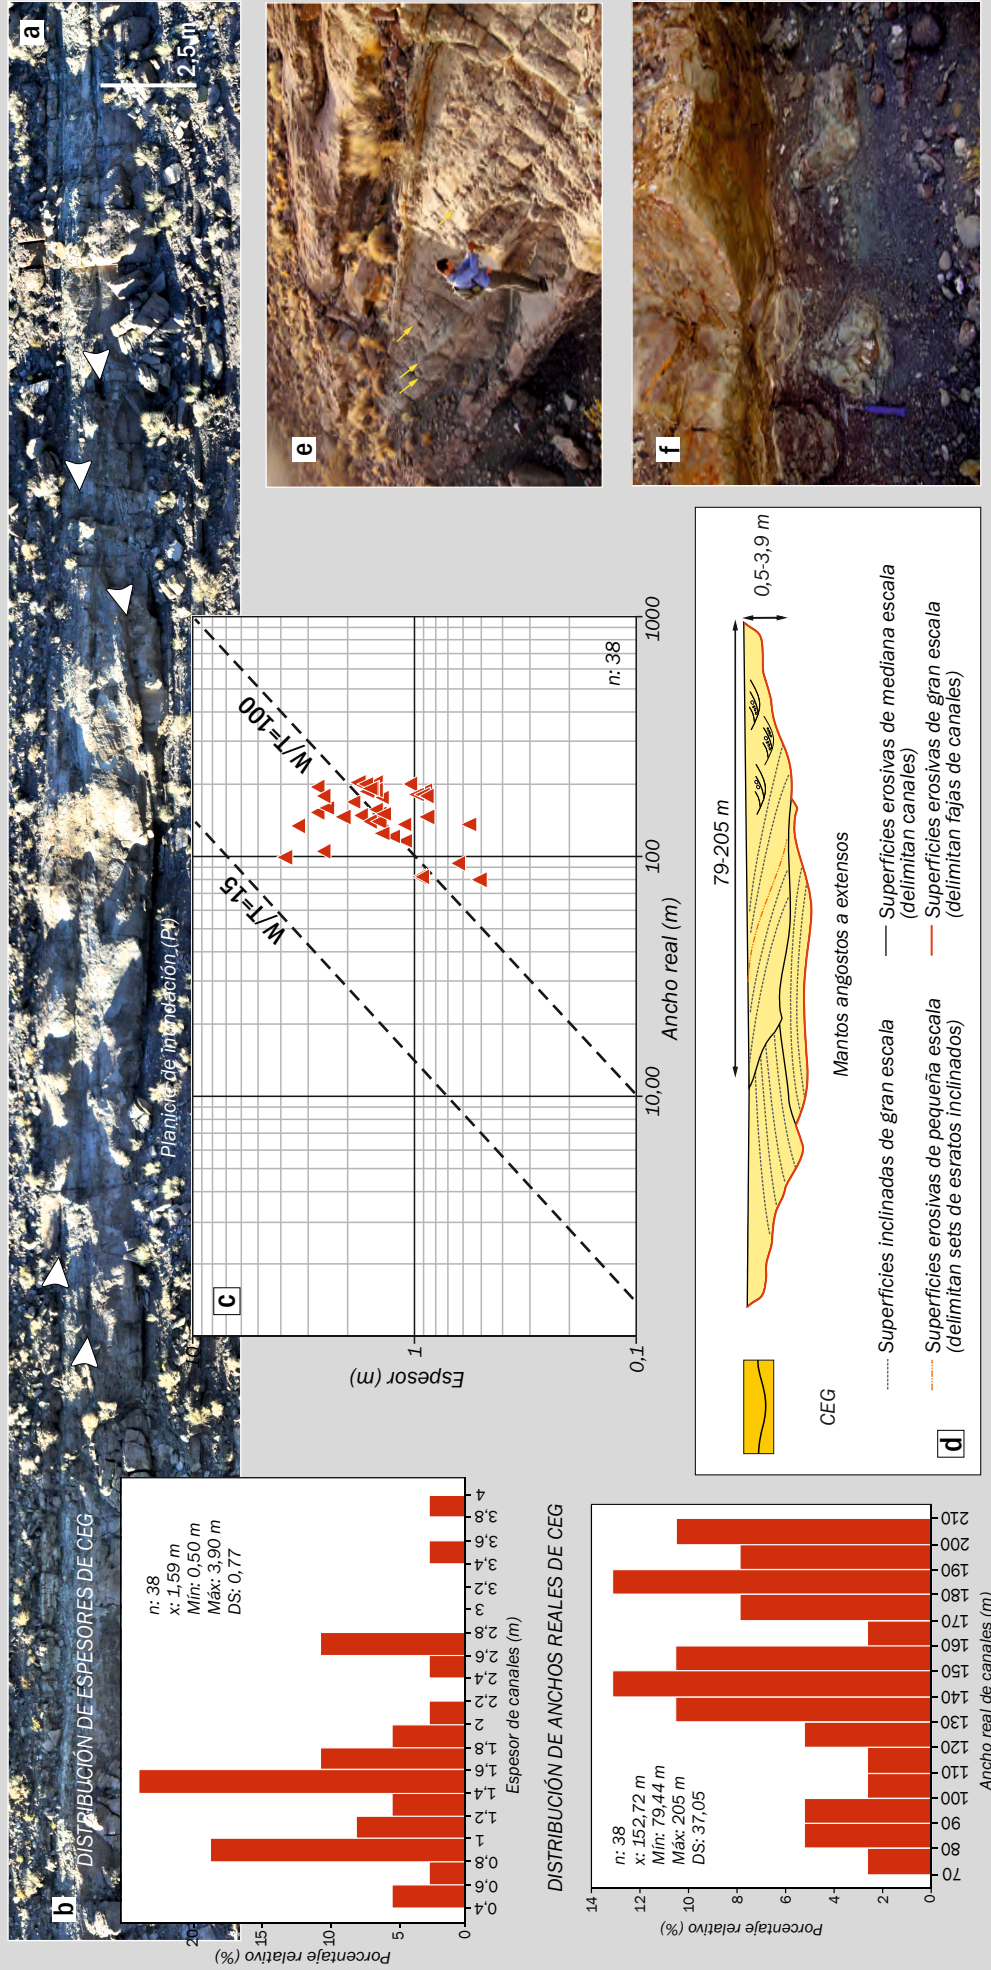 a
2.5 m
Planicie de inundación (PI)
b
DISTRIBUCIÓN DE ESPESORES DE CEG
n: 38
x: 1,59 m
Mín: 0,50 m
Máx: 3,90 m
DS: 0,77
Porcentaje relativo (%)
20
15
10
5
0
0,4
0,6
0,8
1
1,2
1,4
1,6
1,8
2
2,2
2,4
2,6
2,8
3
3,2
3,4
3,6
3,8
4
Espesor de canales (m)
DISTRIBUCIÓN DE ANCHOS REALES DE CEG
n: 38
x: 152,72 m
Mín: 79,44 m
Máx: 205 m
DS: 37,05
Porcentaje relativo (%)
14
12
10
8
6
4
2
0
70
80
90
100
110
120
130
140
150
160
170
180
190
200
210
Ancho real de canales (m)
c
W/T=15
W/T=100
n: 38
Espesor (m)
10
1
0,1
10,00
100
1000
Ancho real (m)
d
CEG
79-205 m
0,5-3,9 m
Mantos angostos a extensos
Superficies inclinadas de gran escala
Superficies erosivas de pequeña escala
(delimitan sets de esratos inclinados)
Superficies erosivas de mediana escala
(delimitan canales)
Superficies erosivas de gran escala
(delimitan fajas de canales)
e
f